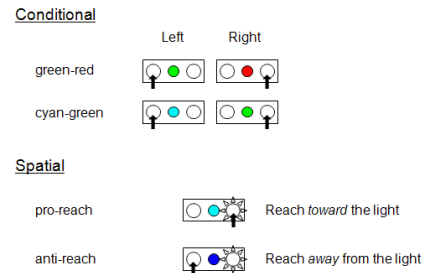 Conditional
Left Right
green-red
cyan-green
Spatial
pro-reach Reach toward the light
anti-reach Reach away from the light